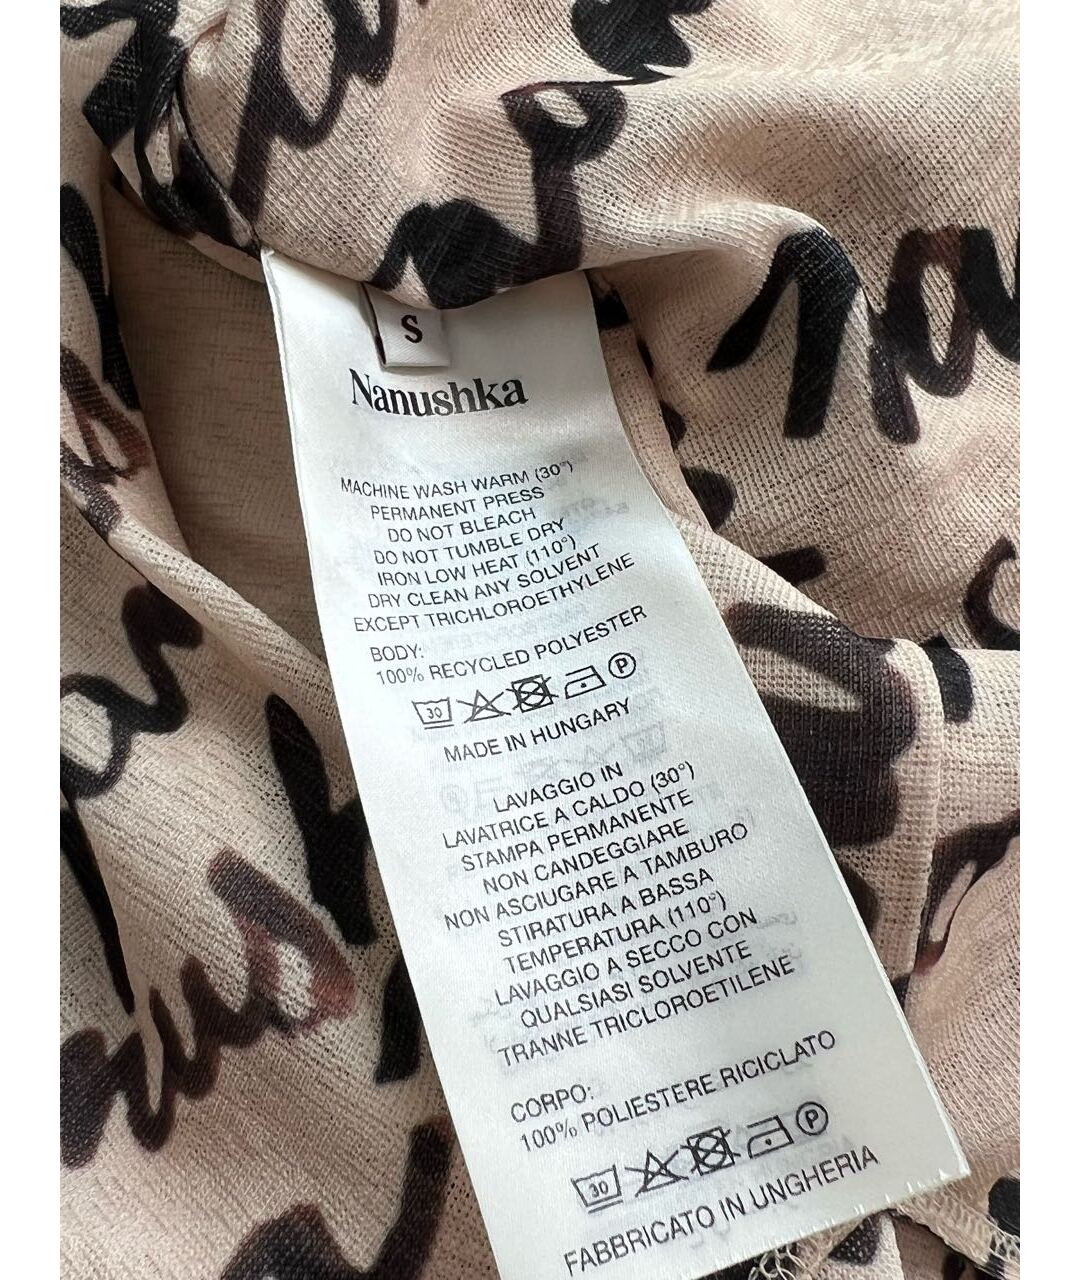 S
Nanushka
MACHINE WASH WARM (30°)
PERMANENT PRESS
DO NOT BLEACH
DO NOT TUMBLE DRY
IRON LOW HEAT (110°)
DRY CLEAN ANY SOLVENT
EXCEPT TRICHLOROETHYLENE
BODY:
100% RECYCLED POLYESTER
30 P
MADE IN HUNGARY
LAVAGGIO IN
LAVATRICE A CALDO (30°)
STAMPA PERMANENTE
NON CANDEGGIARE
NON ASCIUGARE A TAMBURO
STIRATURA A BASSA
TEMPERATURA (110°)
LAVAGGIO A SECCO CON
QUALSIASI SOLVENTE
TRANNE TRICLOROETILENE
CORPO:
100% POLIESTERE RICICLATO
30 P
FABBRICATO IN UNGHERIA